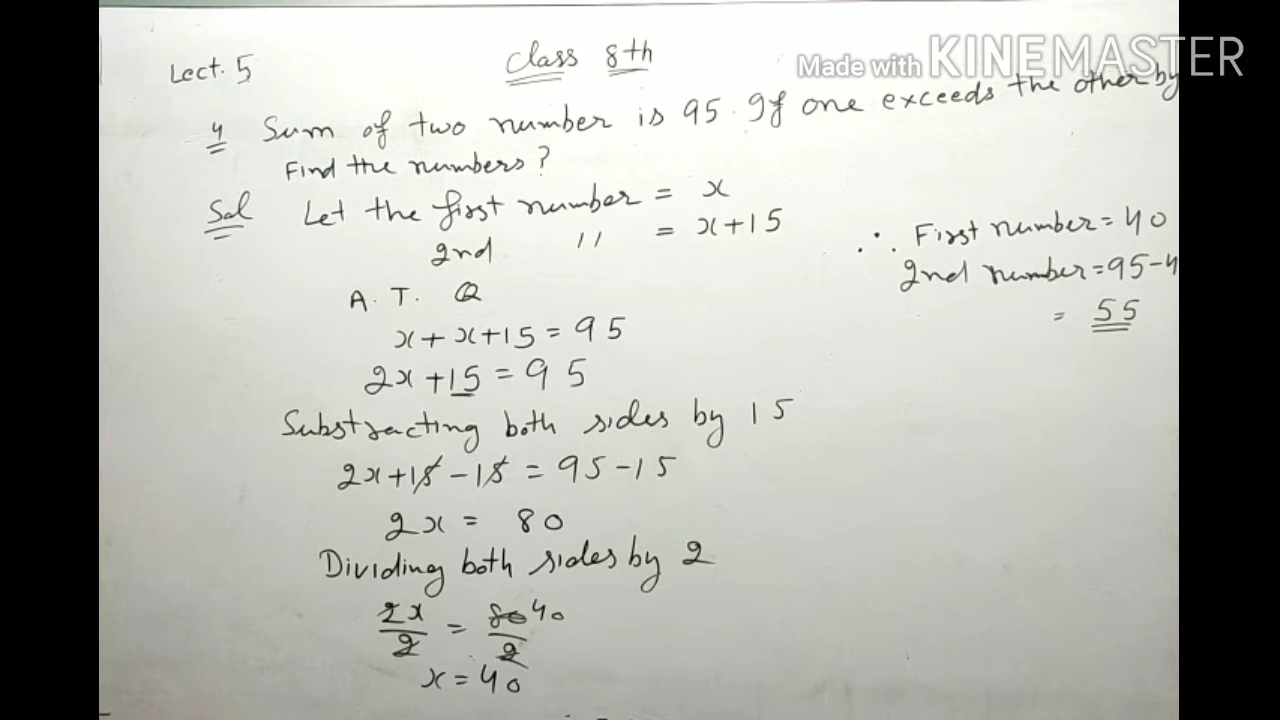 Made with KINEMASTER
Lect. 5
Class 8th
4 Sum of two number is 95. If one exceeds the other by
Find the numbers?
Sol Let the first number = x
2nd " = x+15
A. T. Q
x + x+15 = 95
2x +15 = 95
Substracting both sides by 15
2x+15 -15 = 95-15
2x = 80
Dividing both sides by 2
2x/2 = 80/2 40
x = 40
∴ First number = 40
2nd number = 95-4
= 55